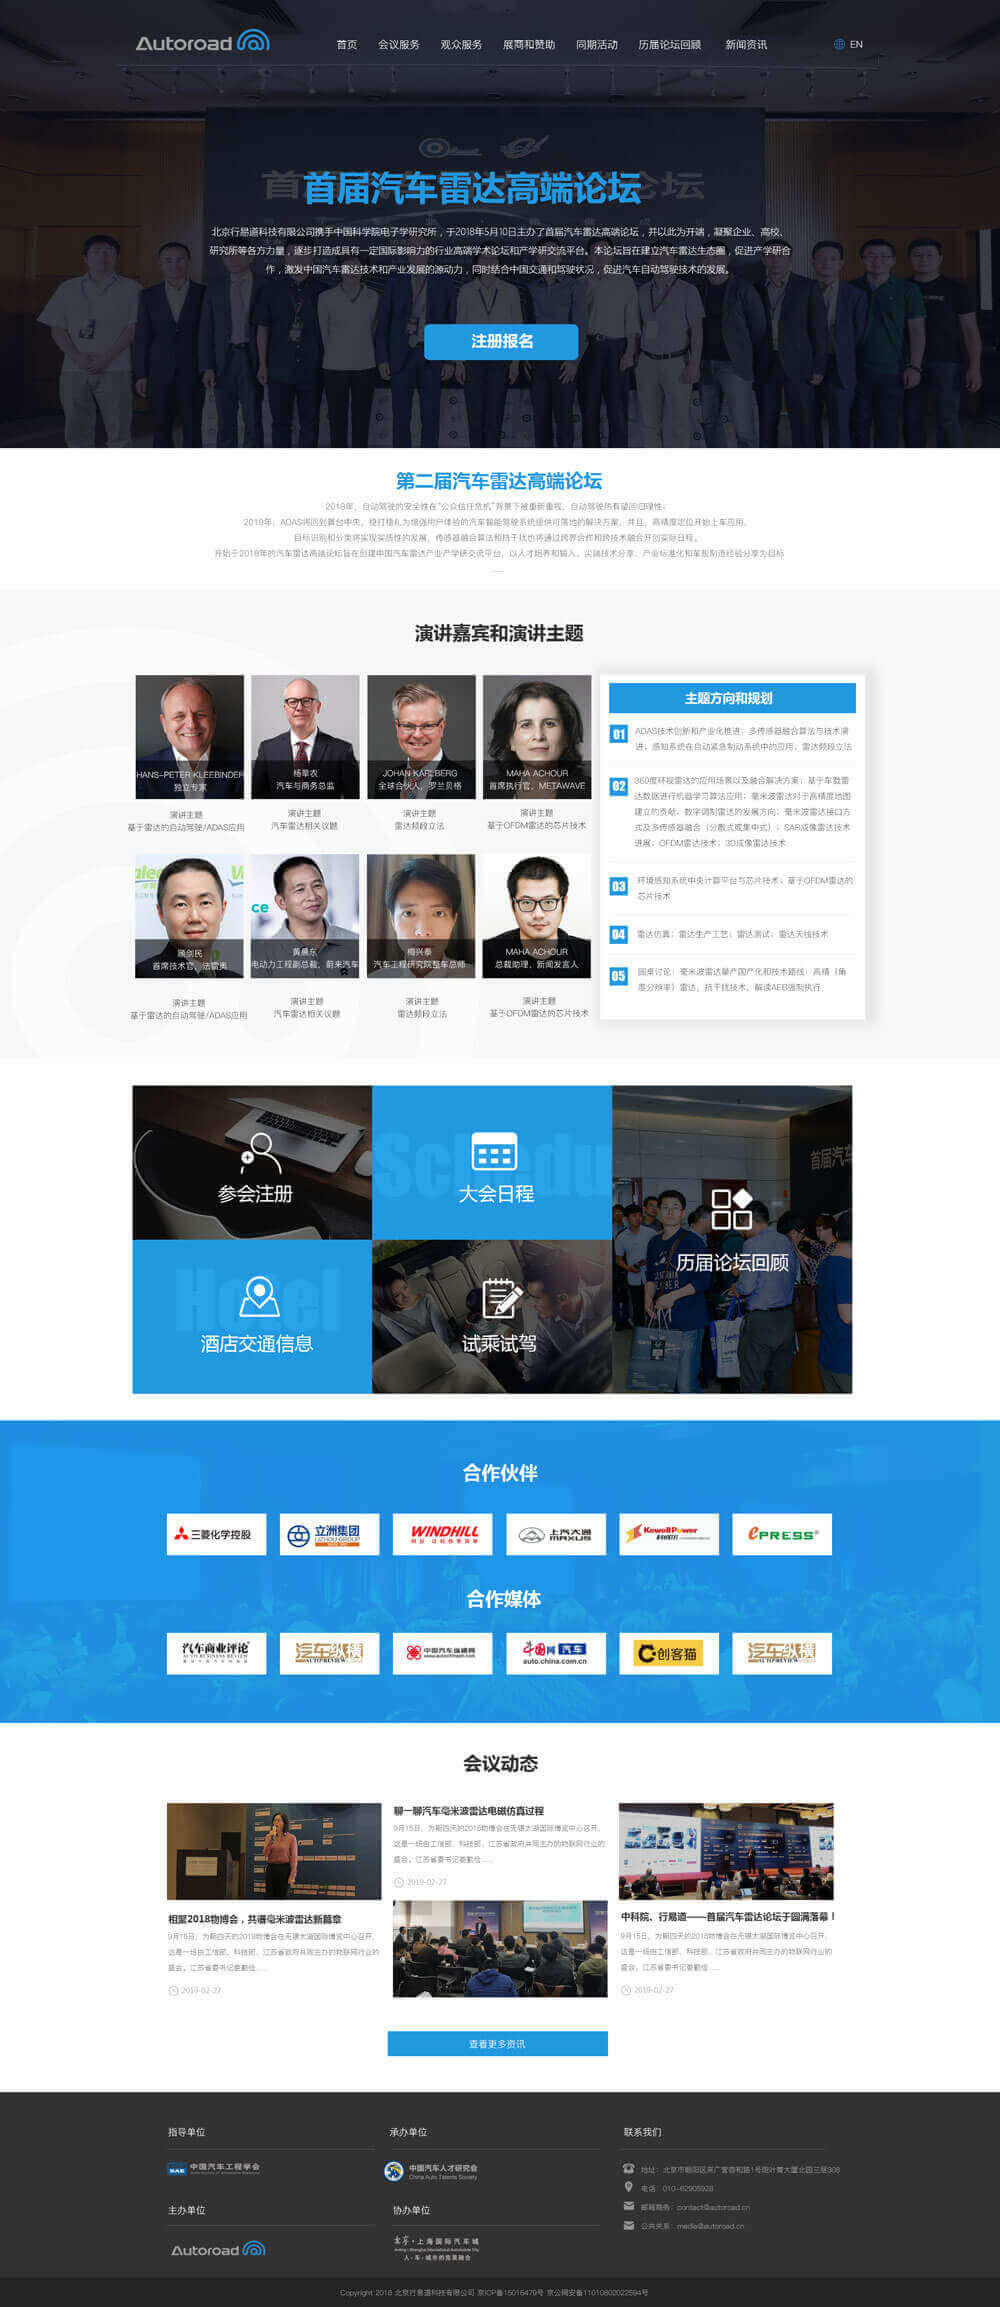 Autoroad
首页 会议服务 观众服务 展商和赞助 同期活动 历届论坛回顾 新闻资讯 EN
首届汽车雷达高端论坛
北京行易道科技有限公司携手中国科学院电子学研究所，于2018年5月10日主办了首届汽车雷达高端论坛，并以此为开端，凝聚企业、高校、
研究所等各方力量，逐步打造成具有一定国际影响力的行业高端学术论坛和产学研交流平台。本论坛旨在建立汽车雷达生态圈，促进产学研合
作，激发中国汽车雷达技术和产业发展的源动力，同时结合中国交通和驾驶状况，促进汽车自动驾驶技术的发展。
注册报名
第二届汽车雷达高端论坛
2018年，自动驾驶的安全性在“公众信任危机”背景下被重新重视，自动驾驶热有望回归理性；
2019年，ADAS将回到舞台中央，稳打稳扎为增强用户体验的汽车智能驾驶系统提供可落地的解决方案，并且，高精度定位开始上车应用，
目标识别和分类将实现实质性的发展，传感器融合算法和抗干扰也将通过跨界合作和跨技术融合开创实际日程。
开始于2018年的汽车雷达高端论坛旨在创建中国汽车雷达产业产学研交流平台，以人才培养和输入、尖端技术分享、产业标准化和车规制造经验分享为目标
......
演讲嘉宾和演讲主题
HANS-PETER KLEEBINDER
独立专家
演讲主题
基于雷达的自动驾驶/ADAS应用
杨莘农
汽车与商务总监
演讲主题
汽车雷达相关议题
JOHAN KARLBERG
全球合伙人，罗兰贝格
演讲主题
雷达频段立法
MAHA ACHOUR
首席执行官，METAWAVE
演讲主题
基于OFDM雷达的芯片技术
顾剑民
首席技术官，法雷奥
演讲主题
基于雷达的自动驾驶/ADAS应用
黄晨东
电动力工程副总裁，蔚来汽车
演讲主题
汽车雷达相关议题
梅兴泰
汽车工程研究院整车总师
演讲主题
雷达频段立法
MAHA ACHOUR
总裁助理，新闻发言人
演讲主题
基于OFDM雷达的芯片技术
主题方向和规划
01 ADAS技术创新和产业化推进；多传感器融合算法与技术演
进；感知系统在自动紧急制动系统中的应用；雷达频段立法
02 360度环视雷达的应用场景以及融合解决方案；基于车载雷
达数据进行机器学习算法应用；毫米波雷达对于高精度地图
建立的贡献；数字调制雷达的发展方向；毫米波雷达接口方
式及多传感器融合（分散式或集中式）；SAR成像雷达技术
进展；OFDM雷达技术；3D成像雷达技术
03 环境感知系统中央计算平台与芯片技术；基于OFDM雷达的
芯片技术
04 雷达仿真；雷达生产工艺；雷达测试；雷达天线技术
05 圆桌讨论：毫米波雷达量产国产化和技术路线：高精（角
度分辨率）雷达，抗干扰技术，解读AEB强制执行
参会注册
Schedu
大会日程
首届汽车
历届论坛回顾
Hotel
酒店交通信息
试乘试驾
合作伙伴
三菱化学控股
立洲集团
LIZHOU GROUP
WINDHILL
上汽大通
MAXUS
KowellPower
ePRESS
合作媒体
汽车商业评论
AUTO BUSINESS REVIEW
汽车纵横
AUTO REVIEW
中国汽车纵横网
中国网 汽车
auto.china.com.cn
创客猫
汽车纵横
AUTO REVIEW
会议动态
相聚2018物博会，共谱毫米波雷达新篇章
9月15日，为期四天的2018物博会在无锡太湖国际博览中心召开，
这是一场由工信部、科技部、江苏省政府共同主办的物联网行业的
盛会。江苏省委书记娄勤俭......
2019-02-27
聊一聊汽车毫米波雷达电磁仿真过程
9月15日，为期四天的2018物博会在无锡太湖国际博览中心召开，
这是一场由工信部、科技部、江苏省政府共同主办的物联网行业的
盛会。江苏省委书记娄勤俭......
2019-02-27
中科院、行易道——首届汽车雷达论坛于圆满落幕！
9月15日，为期四天的2018物博会在无锡太湖国际博览中心召开，
这是一场由工信部、科技部、江苏省政府共同主办的物联网行业的
盛会。江苏省委书记娄勤俭......
2019-02-27
查看更多资讯
指导单位
SAE 中国汽车工程学会
主办单位
Autoroad
承办单位
中国汽车人才研究会
China Auto Talents Society
协办单位
安亭·上海国际汽车城
人·车·城市的完美融合
联系我们
电话：010-62905928
邮箱商务：contact@autoroad.cn
公共关系：media@autoroad.cn
Copyright 2018 北京行易道科技有限公司 京ICP备15016479号 京公网安备11010802022594号